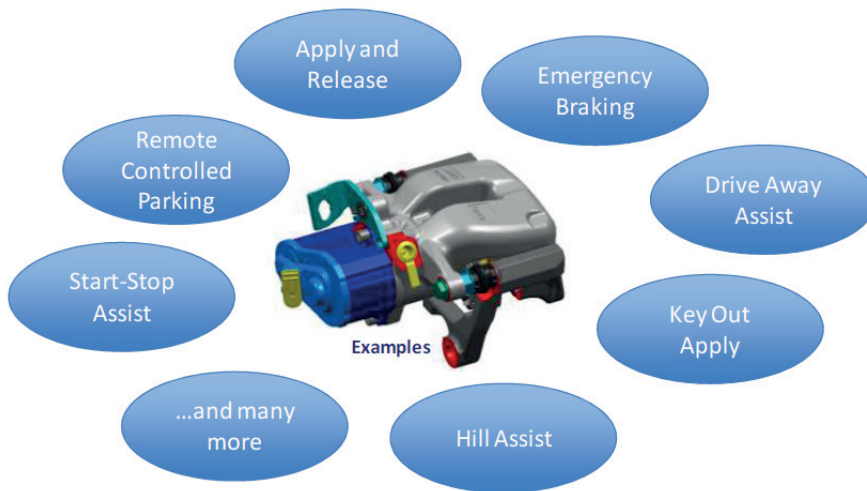 Apply and
Release
Emergency
Braking
Remote
Controlled
Parking
Drive Away
Assist
Start-Stop
Assist
Key Out
Apply
Examples
...and many
more
Hill Assist